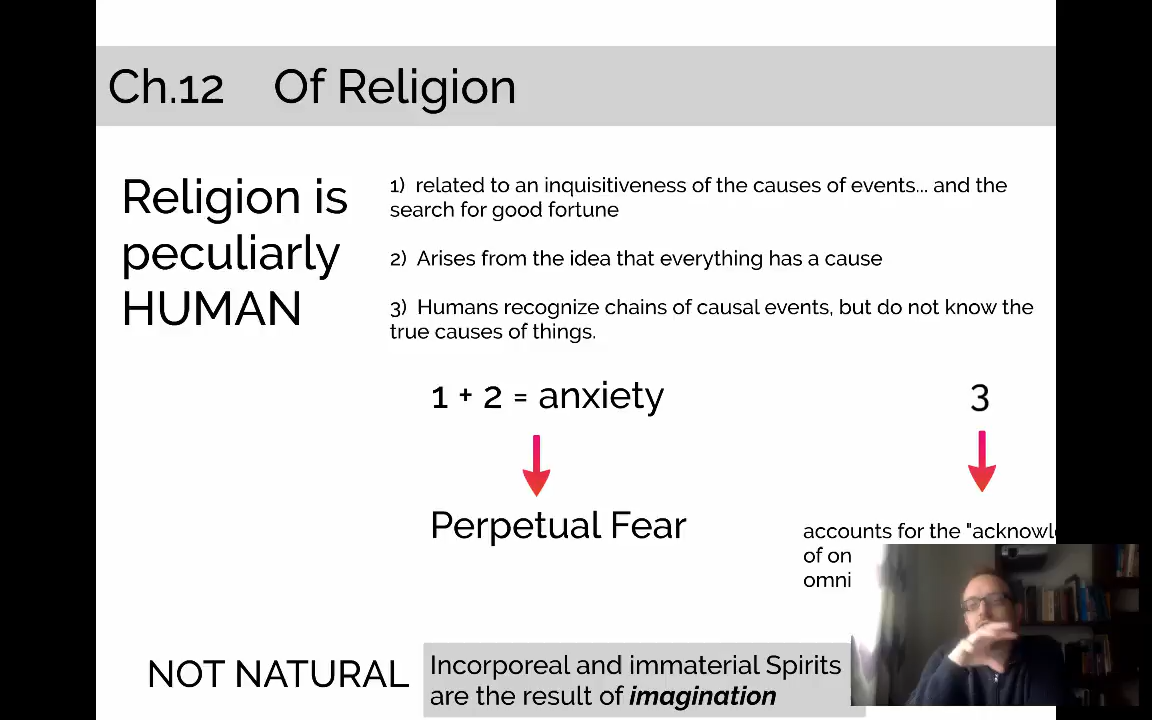 Ch.12 Of Religion
Religion is
peculiarly
HUMAN
1) related to an inquisitiveness of the causes of events... and the
search for good fortune
2) Arises from the idea that everything has a cause
3) Humans recognize chains of causal events, but do not know the
true causes of things.
1 + 2 = anxiety
3
Perpetual Fear
accounts for the "acknowl
of on
omni
NOT NATURAL
Incorporeal and immaterial Spirits
are the result of imagination